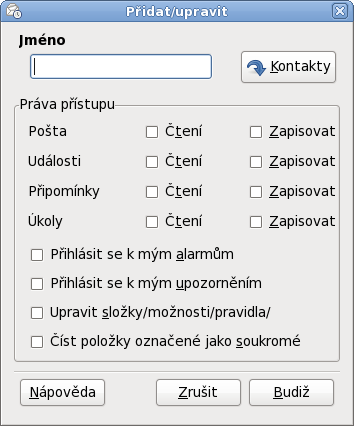 Přidat/upravit
Jméno
Kontakty
Práva přístupu
Pošta Čtení Zapisovat
Události Čtení Zapisovat
Připomínky Čtení Zapisovat
Úkoly Čtení Zapisovat
Přihlásit se k mým alarmům
Přihlásit se k mým upozorněním
Upravit složky/možnosti/pravidla/
Číst položky označené jako soukromé
Nápověda Zrušit Budiž